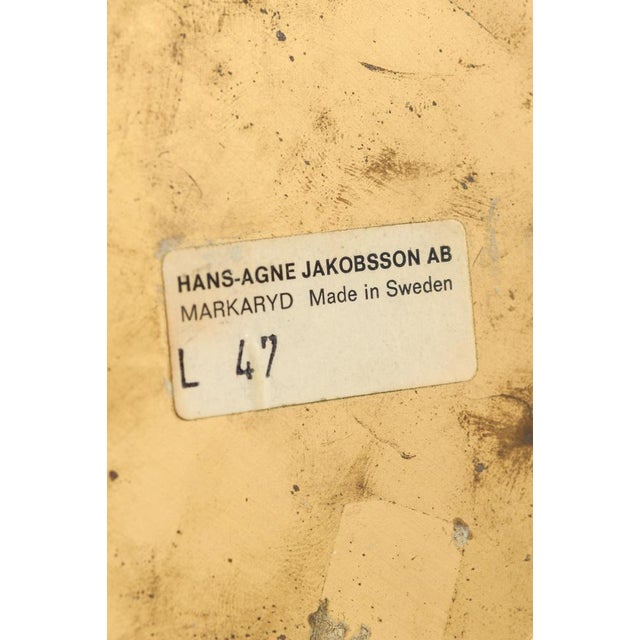 HANS-AGNE JAKOBSSON AB
MARKARYD Made in Sweden
L 47